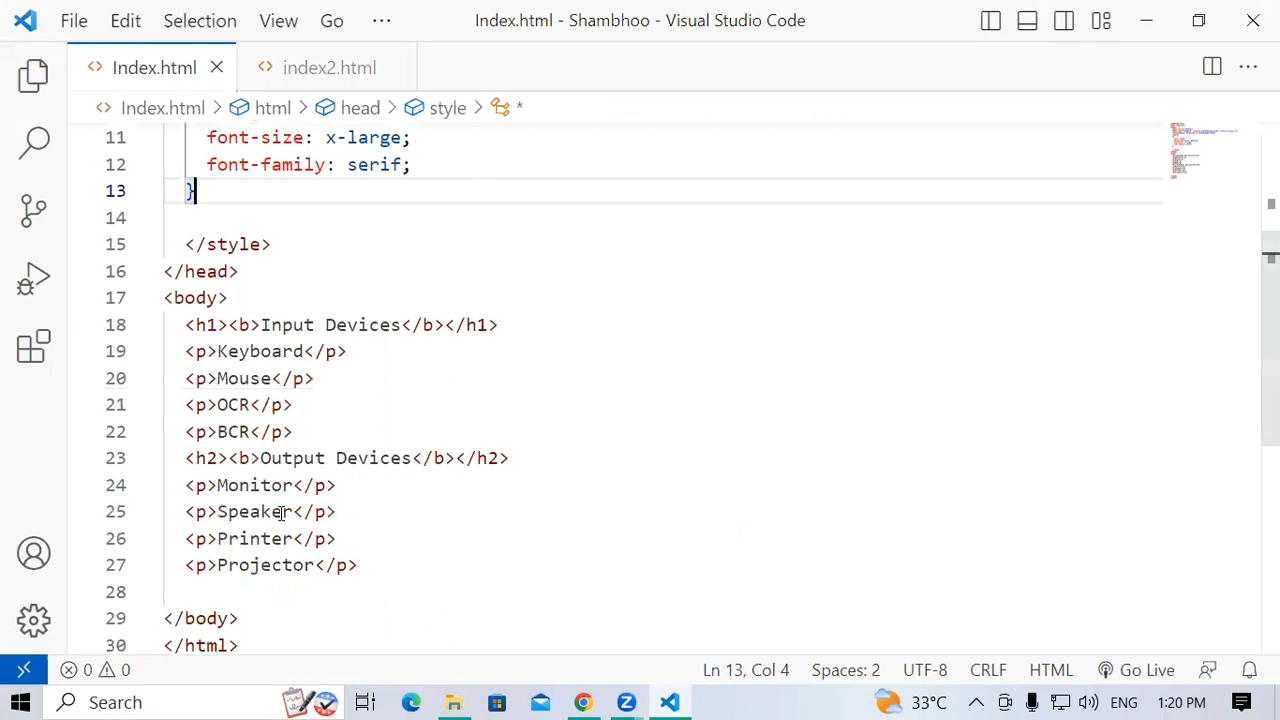 File Edit Selection View Go ··· Index.html - Shambhoo - Visual Studio Code
Index.html index2.html
Index.html > html > head > style > *
11 font-size: x-large;
12 font-family: serif;
13 }
14
15 </style>
16 </head>
17 <body>
18 <h1><b>Input Devices</b></h1>
19 <p>Keyboard</p>
20 <p>Mouse</p>
21 <p>OCR</p>
22 <p>BCR</p>
23 <h2><b>Output Devices</b></h2>
24 <p>Monitor</p>
25 <p>Speaker</p>
26 <p>Printer</p>
27 <p>Projector</p>
28
29 </body>
30 </html>
0 0 Ln 13, Col 4 Spaces: 2 UTF-8 CRLF HTML Go Live
Search 33°C ENG 1:20 PM